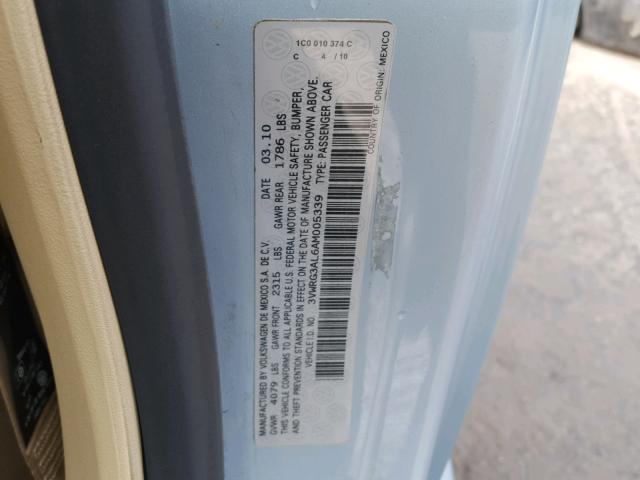 1C0 010 374 C
C 4 /10
MANUFACTURED BY VOLKSWAGEN DE MEXICO S.A. DE C.V. DATE 03.10
GVWR 4079 LBS GAWR FRONT 2315 LBS GAWR REAR 1786 LBS
THIS VEHICLE CONFORMS TO ALL APPLICABLE U.S. FEDERAL MOTOR VEHICLE SAFETY, BUMPER,
AND THEFT PREVENTION STANDARDS IN EFFECT ON THE DATE OF MANUFACTURE SHOWN ABOVE.
VEHICLE I.D. NO. 3VWRG3AL6AM005339 TYPE: PASSENGER CAR
COUNTRY OF ORIGIN: MEXICO